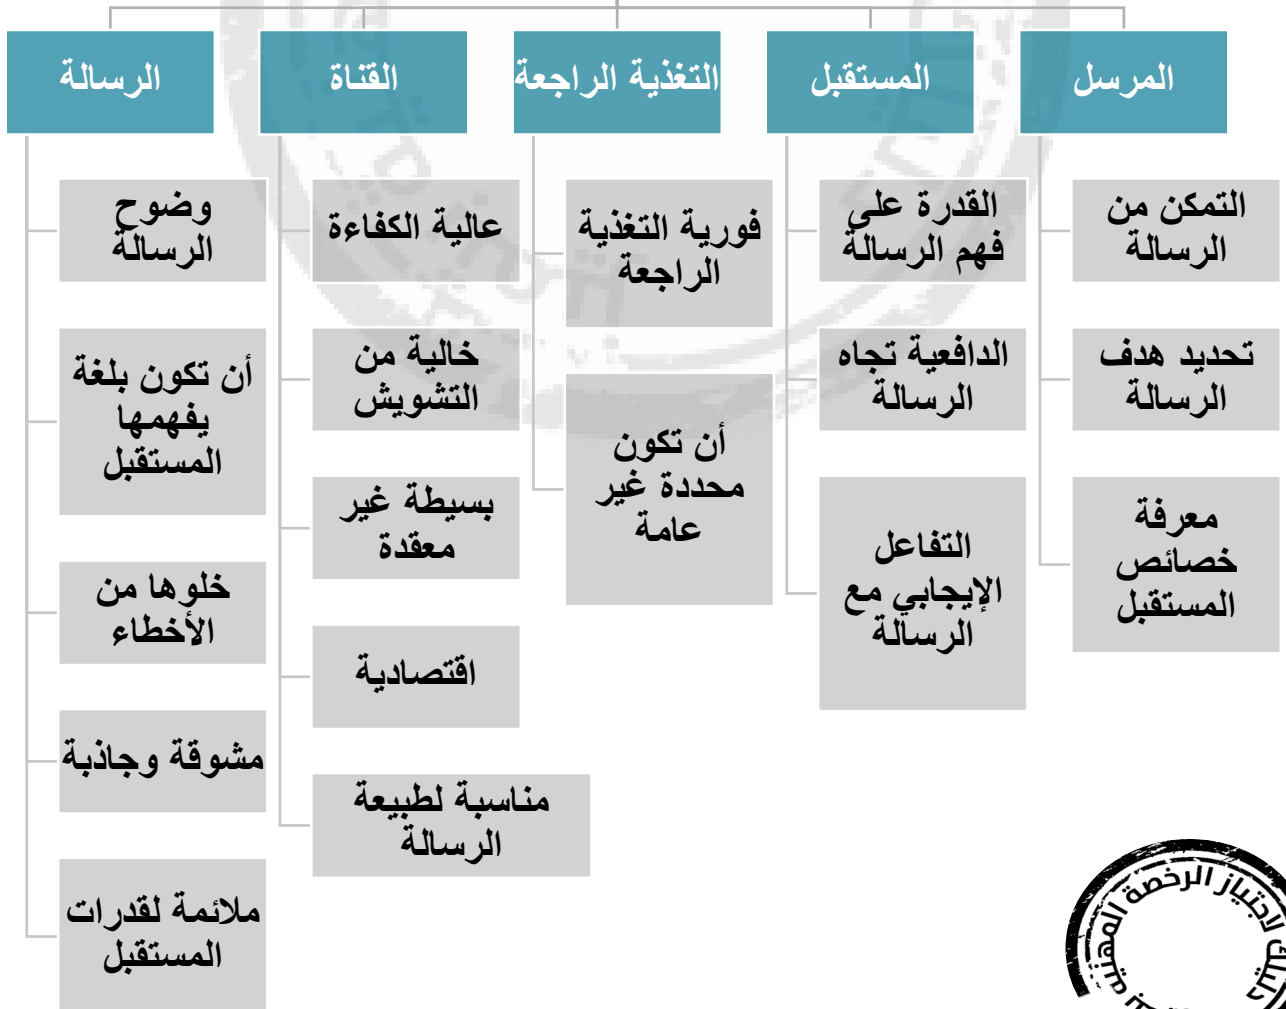 المرسل
التمكن من
الرسالة
تحديد هدف
الرسالة
معرفة
خصائص
المستقبل
المستقبل
القدرة على
فهم الرسالة
الدافعية تجاه
الرسالة
التفاعل
الإيجابي مع
الرسالة
التغذية الراجعة
فورية التغذية
الراجعة
أن تكون
محددة غير
عامة
القناة
عالية الكفاءة
خالية من
التشويش
بسيطة غير
معقدة
اقتصادية
مناسبة لطبيعة
الرسالة
الرسالة
وضوح
الرسالة
أن تكون بلغة
يفهمها
المستقبل
خلوها من
الأخطاء
مشوقة وجاذبة
ملائمة لقدرات
المستقبل
دليلك لاجتياز الرخصة المهنية